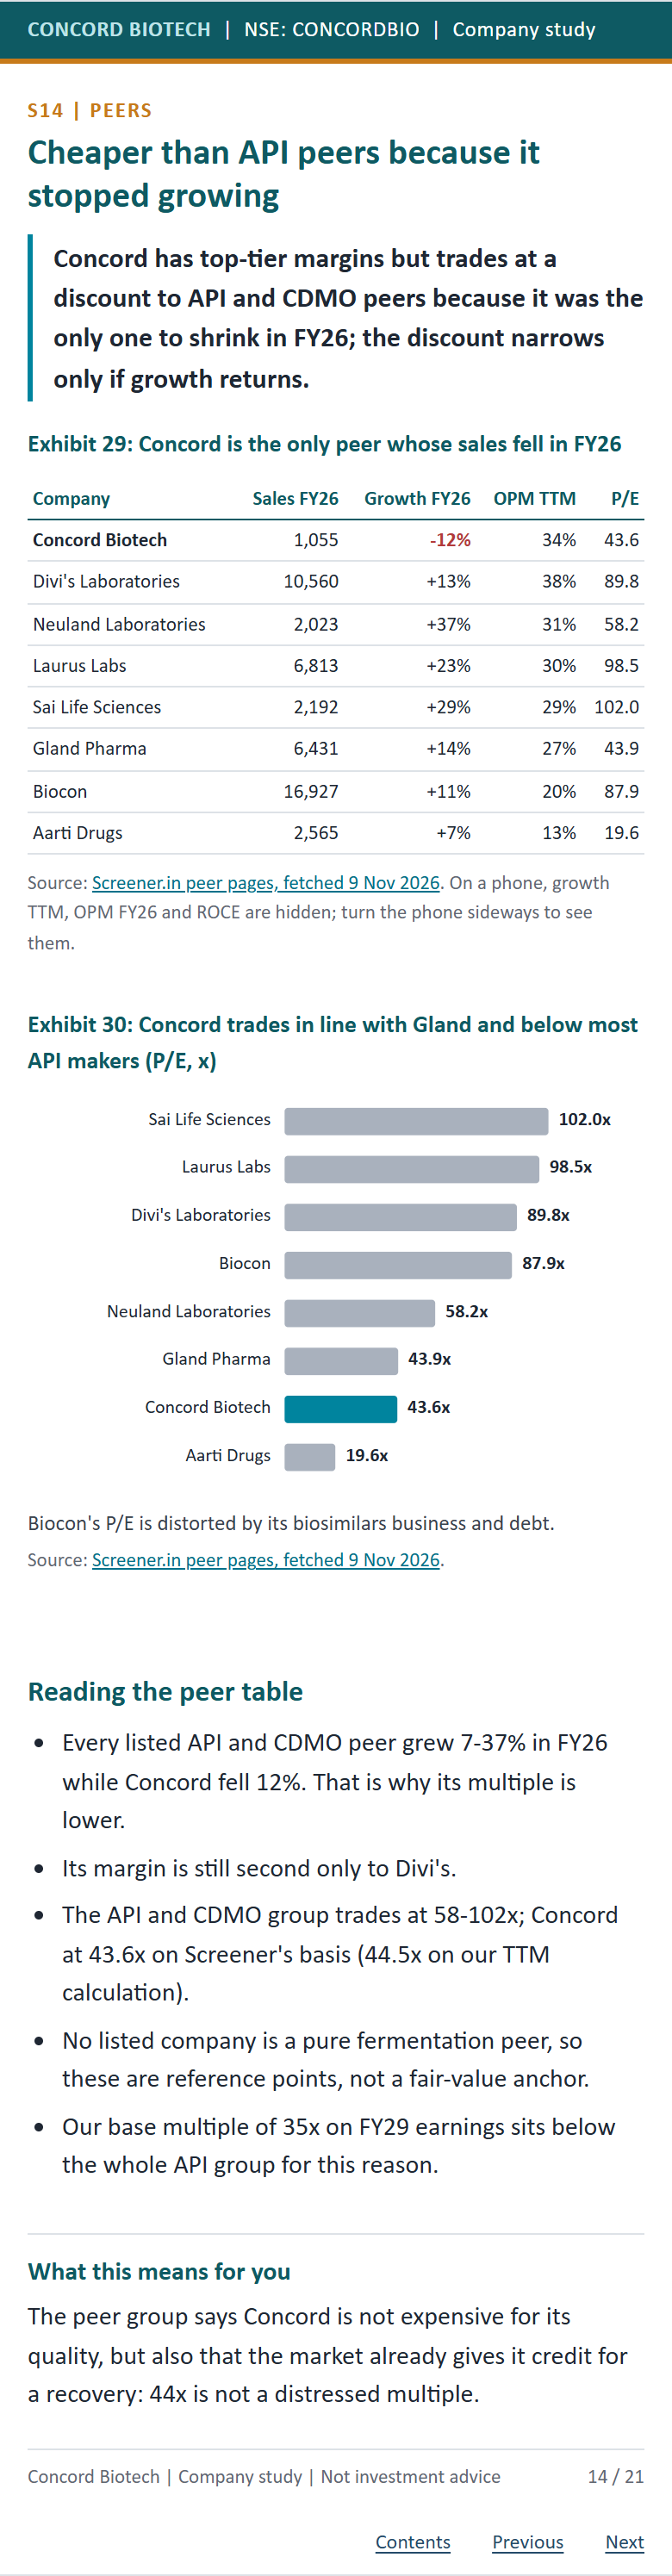 CONCORD BIOTECH | NSE: CONCORDBIO | Company study
S14 | PEERS
Cheaper than API peers because it
stopped growing
Concord has top-tier margins but trades at a
discount to API and CDMO peers because it was the
only one to shrink in FY26; the discount narrows
only if growth returns.
Exhibit 29: Concord is the only peer whose sales fell in FY26
Company Sales FY26 Growth FY26 OPM TTM P/E
Concord Biotech 1,055 -12% 34% 43.6
Divi's Laboratories 10,560 +13% 38% 89.8
Neuland Laboratories 2,023 +37% 31% 58.2
Laurus Labs 6,813 +23% 30% 98.5
Sai Life Sciences 2,192 +29% 29% 102.0
Gland Pharma 6,431 +14% 27% 43.9
Biocon 16,927 +11% 20% 87.9
Aarti Drugs 2,565 +7% 13% 19.6
Source: Screener.in peer pages, fetched 9 Nov 2026. On a phone, growth
TTM, OPM FY26 and ROCE are hidden; turn the phone sideways to see
them.
Exhibit 30: Concord trades in line with Gland and below most
API makers (P/E, x)
Sai Life Sciences 102.0x
Laurus Labs 98.5x
Divi's Laboratories 89.8x
Biocon 87.9x
Neuland Laboratories 58.2x
Gland Pharma 43.9x
Concord Biotech 43.6x
Aarti Drugs 19.6x
Biocon's P/E is distorted by its biosimilars business and debt.
Source: Screener.in peer pages, fetched 9 Nov 2026.
Reading the peer table
• Every listed API and CDMO peer grew 7-37% in FY26
while Concord fell 12%. That is why its multiple is
lower.
• Its margin is still second only to Divi's.
• The API and CDMO group trades at 58-102x; Concord
at 43.6x on Screener's basis (44.5x on our TTM
calculation).
• No listed company is a pure fermentation peer, so
these are reference points, not a fair-value anchor.
• Our base multiple of 35x on FY29 earnings sits below
the whole API group for this reason.
What this means for you
The peer group says Concord is not expensive for its
quality, but also that the market already gives it credit for
a recovery: 44x is not a distressed multiple.
Concord Biotech | Company study | Not investment advice 14 / 21
Contents Previous Next